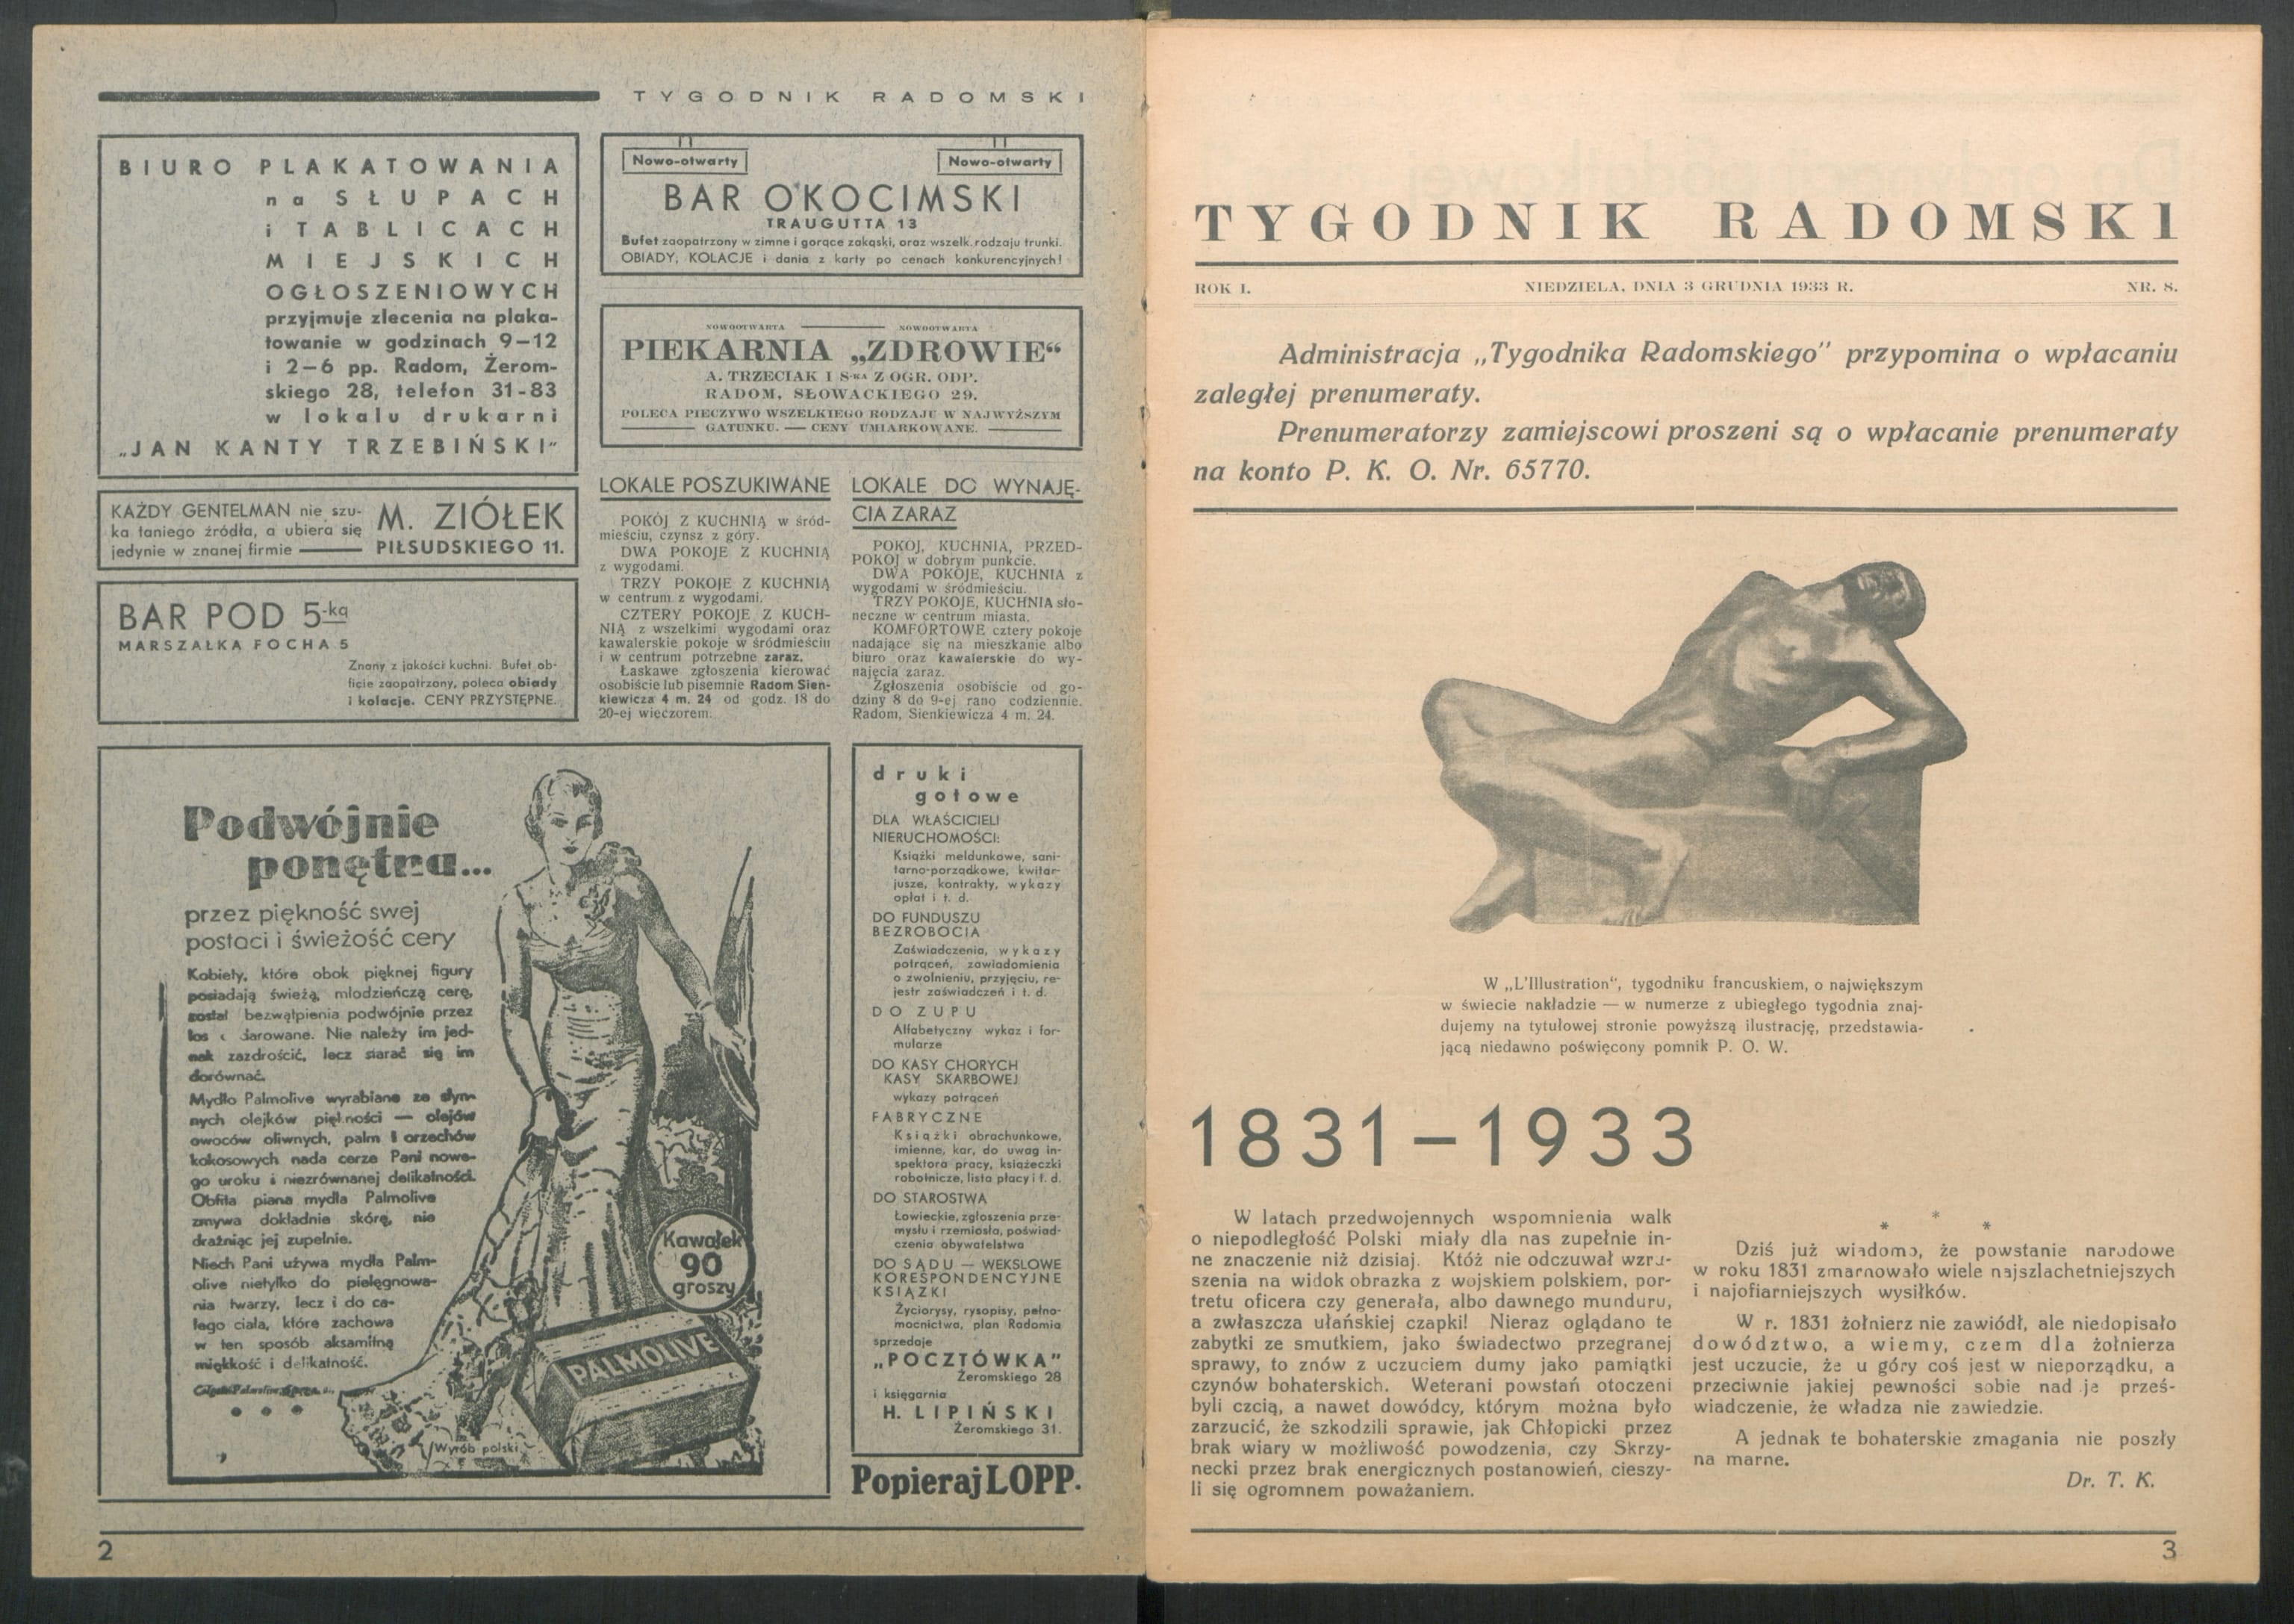 TYGODNIK RADOMSKI
BIURO PLAKATOWANIA
na SŁUPACH
i TABLICACH
MIEJSKICH
OGŁOSZENIOWYCH
przyjmuje zlecenia na plaka-
towanie w godzinach 9—12
i 2—6 pp. Radom, Żerom-
skiego 28, telefon 31-83
w lokalu drukarni
„JAN KANTY TRZEBIŃSKI"
KAŻDY GENTELMAN nie szu-
ka taniego źródła, a ubiera się
jedynie w znanej firmie
M. ZIÓŁEK
PIŁSUDSKIEGO 11.
BAR POD 5-ką
MARSZAŁKA FOCHA 5
Znany z jakości kuchni. Bufet ob-
ficie zaopatrzony, poleca obiady
i kolacje. CENY PRZYSTĘPNE.
Nowo-otwarty
Nowo-otwarty
BAR OKOCIMSKI
TRAUGUTTA 13
Bufet zaopatrzony w zimne i gorące zakąski, oraz wszelk. rodzaju trunki.
OBIADY, KOLACJE i dania z karty po cenach konkurencyjnych!
NOWOOTWARTA
NOWOOTWARTA
PIEKARNIA „ZDROWIE“
A. TRZECIAK I S-KA Z OGR. ODP.
RADOM, SŁOWACKIEGO 29.
POLECA PIECZYWO WSZELKIEGO RODZAJU W NAJWYŻSZYM
GATUNKU. — CENY UMIARKOWANE.
LOKALE POSZUKIWANE
POKÓJ Z KUCHNIĄ w śród-
mieściu, czynsz z góry.
DWA POKOJE Z KUCHNIĄ
z wygodami.
TRZY POKOJE Z KUCHNIĄ
w centrum z wygodami.
CZTERY POKOJE Z KUCH-
NIĄ z wszelkimi wygodami oraz
kawalerskie pokoje w śródmieściu
i w centrum potrzebne zaraz.
Łaskawe zgłoszenia kierować
osobiście lub pisemnie Radom Sien-
kiewicza 4 m. 24 od godz. 18 do
20-ej wieczorem.
LOKALE DO WYNAJĘ-
CIA ZARAZ
POKÓJ, KUCHNIA, PRZED-
POKÓJ w dobrym punkcie.
DWA POKOJE, KUCHNIA z
wygodami w śródmieściu.
TRZY POKOJE, KUCHNIA sło-
neczne w centrum miasta.
KOMFORTOWE cztery pokoje
nadające się na mieszkanie albo
biuro oraz kawalerskie do wy-
najęcia zaraz.
Zgłoszenia osobiście od go-
dziny 8 do 9-ej rano codziennie.
Radom, Sienkiewicza 4 m. 24.
Podwójnie
ponętna...
przez piękność swej
postaci i świeżość cery
Kobiety, które obok pięknej figury
posiadają świeżą, młodzieńczą cerę,
został bezwątpienia podwójnie przez
los darowane. Nie należy im jed-
nak zazdrościć, lecz starać się im
dorównać.
Mydło Palmolive wyrabiane ze słyn-
nych olejków piękności — olejów
owoców oliwnych, palm i orzechów
kokosowych nada cerze Pani nowe-
go uroku i niezrównanej delikatności.
Obfita piana mydła Palmolive
zmywa dokładnie skórę, nie
drażniąc jej zupełnie.
Niech Pani używa mydła Palm-
olive nietylko do pielęgnowa-
nia twarzy, lecz i do ca-
łego ciała, które zachowa
w ten sposób aksamitną
miękkość i delikatność.
Kawałek
90
groszy
PALMOLIVE
Wyrób polski
druki
gotowe
DLA WŁAŚCICIELI
NIERUCHOMOŚCI:
Książki meldunkowe, sani-
tarno-porządkowe, kwitar-
jusze, kontrakty, wykazy
opłat i t. d.
DO FUNDUSZU
BEZROBOCIA
Zaświadczenia, wykazy
potrąceń, zawiadomienia
o zwolnieniu, przyjęciu, re-
jestr zaświadczeń i t. d.
DO ZUPU
Alfabetyczny wykaz i for-
mularze
DO KASY CHORYCH
KASY SKARBOWEJ
wykazy potrąceń
FABRYCZNE
Książki obrachunkowe,
imienne, kar, do uwag in-
spektora pracy, książeczki
robotnicze, lista płacy i t. d.
DO STAROSTWA
Łowieckie, zgłoszenia prze-
mysłu i rzemiosła, poświad-
czenia obywatelstwa
DO SĄDU — WEKSLOWE
KORESPONDENCYJNE
KSIĄŻKI
Życiorysy, rysopisy, pełno-
mocnictwa, plan Radomia
sprzedaje
„POCZTÓWKA"
Żeromskiego 28
i księgarnia
H. LIPIŃSKI
Żeromskiego 31.
Popieraj LOPP.
2
TYGODNIK RADOMSKI
ROK I.
NIEDZIELA, DNIA 3 GRUDNIA 1933 R.
NR. 8.
Administracja „Tygodnika Radomskiego" przypomina o wpłacaniu
zaległej prenumeraty.
Prenumeratorzy zamiejscowi proszeni są o wpłacanie prenumeraty
na konto P. K. O. Nr. 65770.
W „L'Illustration“, tygodniku francuskiem, o największym
w świecie nakładzie — w numerze z ubiegłego tygodnia znaj-
dujemy na tytułowej stronie powyższą ilustrację, przedstawia-
jącą niedawno poświęcony pomnik P. O. W.
1831—1933
W latach przedwojennych wspomnienia walk
o niepodległość Polski miały dla nas zupełnie in-
ne znaczenie niż dzisiaj. Któż nie odczuwał wzru-
szenia na widok obrazka z wojskiem polskiem, por-
tretu oficera czy generała, albo dawnego munduru,
a zwłaszcza ułańskiej czapki! Nieraz oglądano te
zabytki ze smutkiem, jako świadectwo przegranej
sprawy, to znów z uczuciem dumy jako pamiątki
czynów bohaterskich. Weterani powstań otoczeni
byli czcią, a nawet dowódcy, którym można było
zarzucić, że szkodzili sprawie, jak Chłopicki przez
brak wiary w możliwość powodzenia, czy Skrzy-
necki przez brak energicznych postanowień, cieszy-
li się ogromnem poważaniem.
* * *
Dziś już wiadomo, że powstanie narodowe
w roku 1831 zmarnowało wiele najszlachetniejszych
i najofiarniejszych wysiłków.
W r. 1831 żołnierz nie zawiódł, ale niedopisało
dowództwo, a wiemy, czem dla żołnierza
jest uczucie, że u góry coś jest w nieporządku, a
przeciwnie jakiej pewności sobie nadaje prześ-
wiadczenie, że władza nie zawiedzie.
A jednak te bohaterskie zmagania nie poszły
na marne.
Dr. T. K.
3